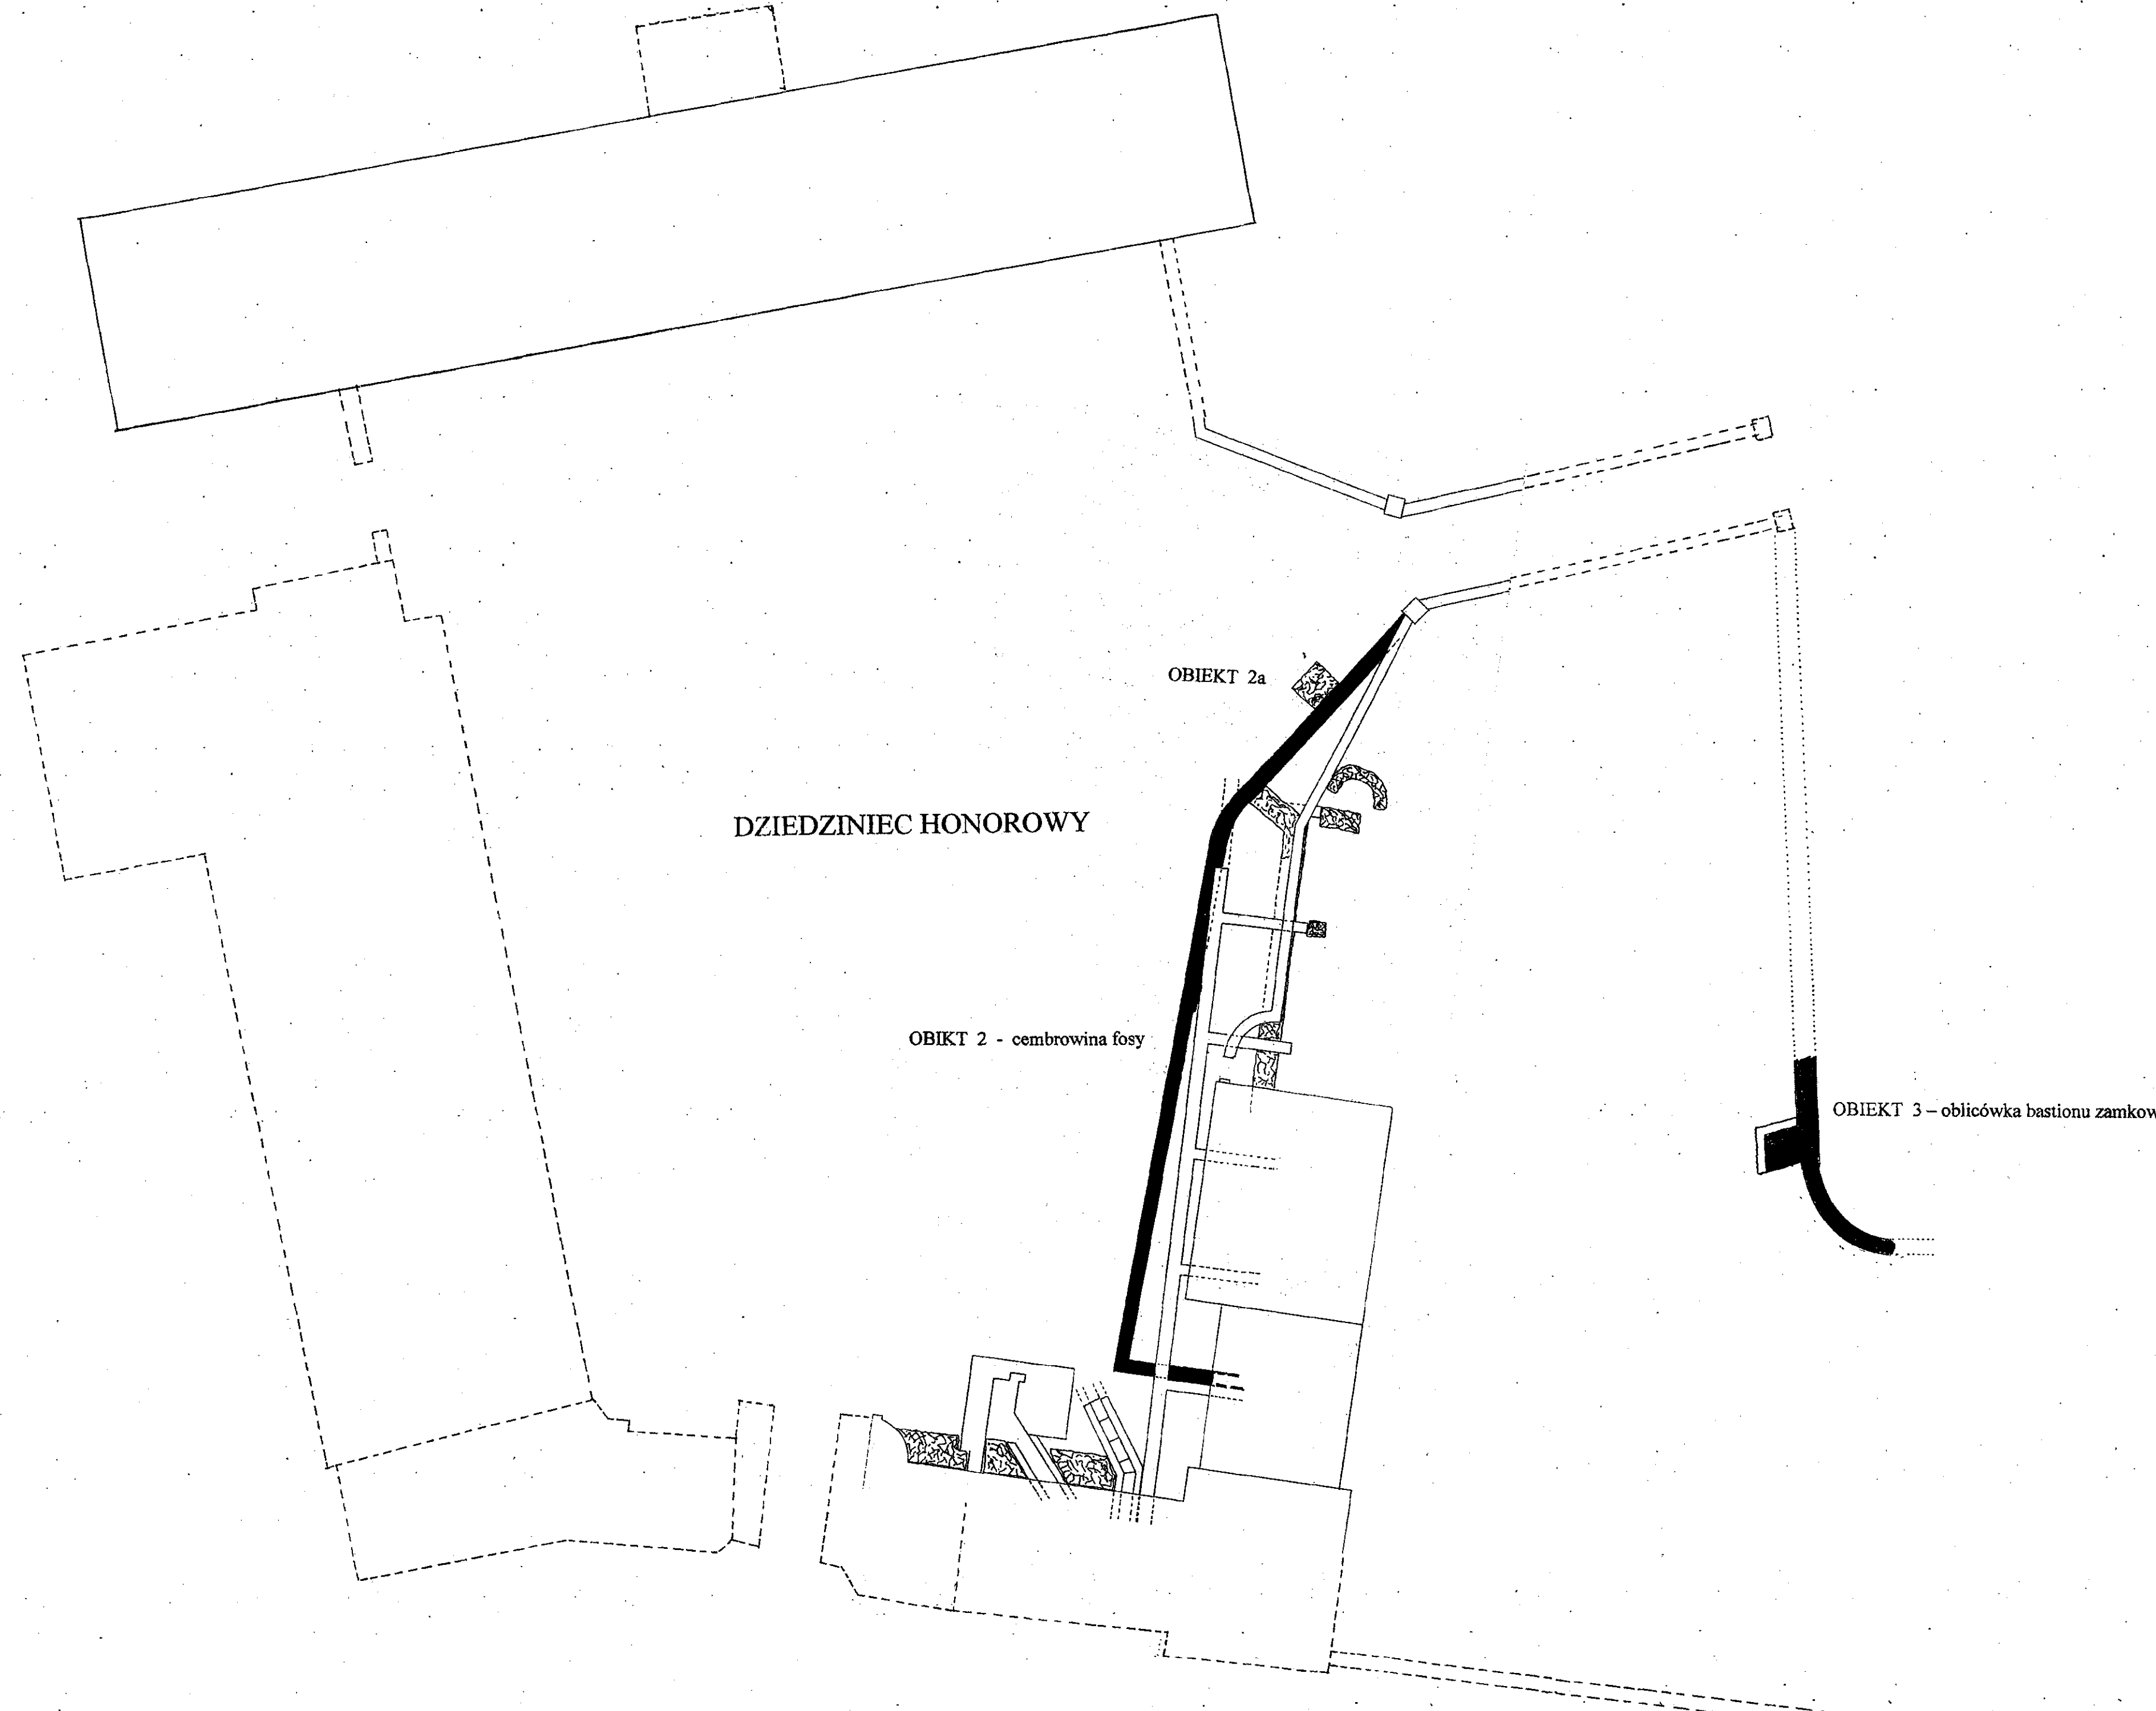 OBIEKT 2a
DZIEDZINIEC HONOROWY
OBIKT 2 - cembrowina fosy
OBIEKT 3 – oblicówka bastionu zamkow